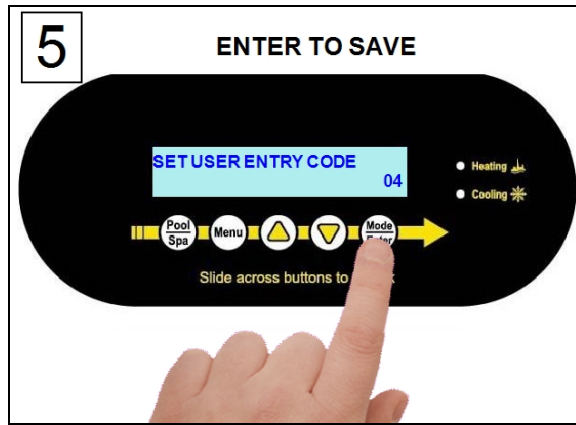 5
ENTER TO SAVE
SET USER ENTRY CODE
04
Heating
Cooling
Pool
Spa
Menu
Mode
Slide across buttons to